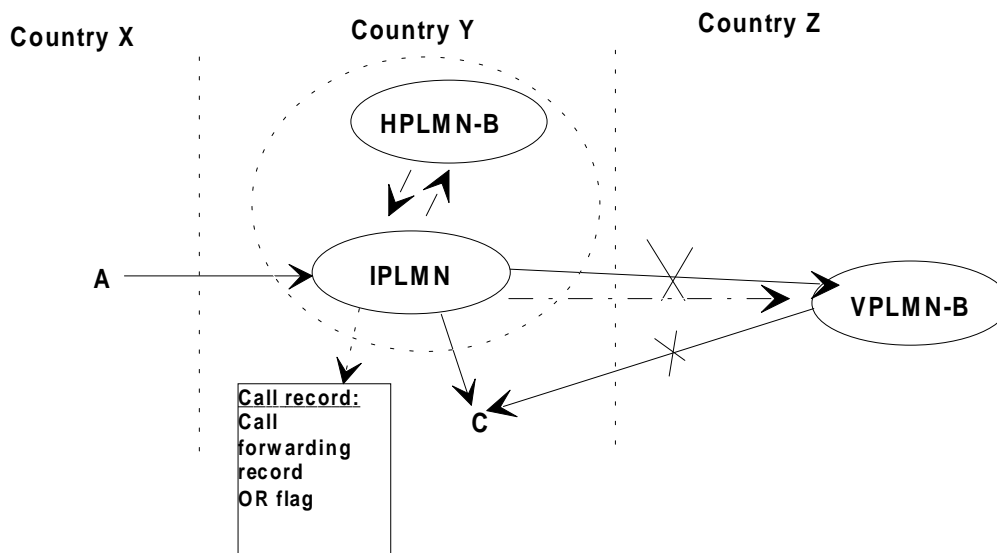 Country X
Country Y
Country Z
HPLMN-B
A
IPLMN
VPLMN-B
Call record:
Call
forwarding
record
OR flag
C